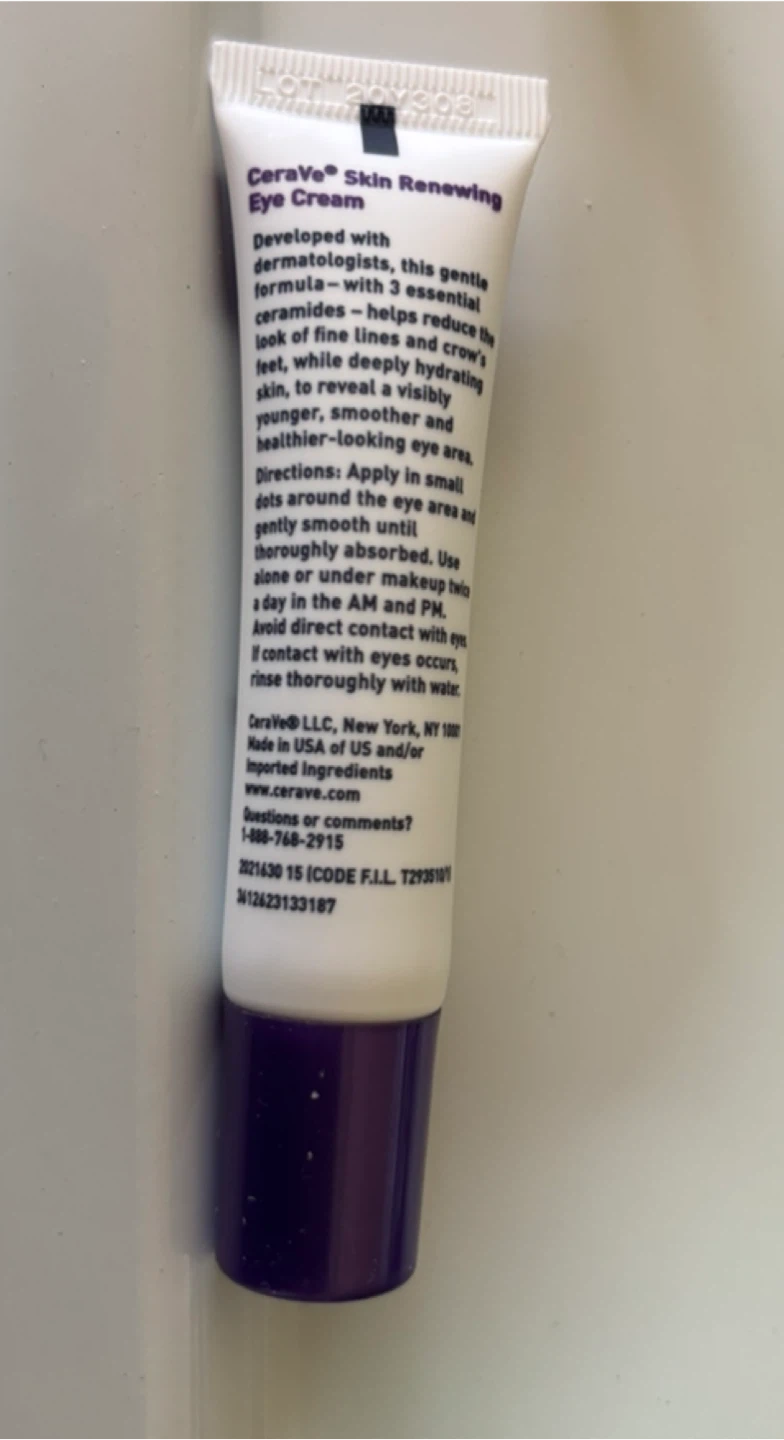 LOT 20Y308
CeraVe® Skin Renewing
Eye Cream
Developed with
dermatologists, this gentle
formula – with 3 essential
ceramides – helps reduce the
look of fine lines and crow's
feet, while deeply hydrating
skin, to reveal a visibly
younger, smoother and
healthier-looking eye area.
Directions: Apply in small
dots around the eye area and
gently smooth until
thoroughly absorbed. Use
alone or under makeup twice
a day in the AM and PM.
Avoid direct contact with eyes.
If contact with eyes occurs,
rinse thoroughly with water.
CeraVe® LLC, New York, NY
Made in USA of US and/or
Imported Ingredients
www.cerave.com
Questions or comments?
1-888-768-2915
2021630 15 (CODE F.I.L.
3612623133187